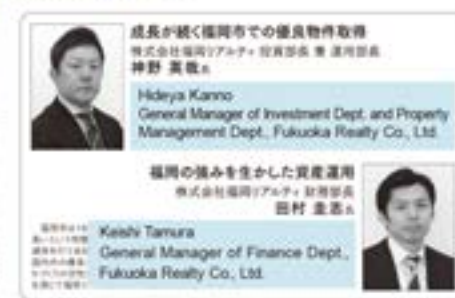 成長が続く福岡市での優良物件取得
株式会社福岡リアルティ 投資部長 兼 運用部長
神野 英哉氏
Hideya Kanno
General Manager of Investment Dept. and Property
Management Dept., Fukuoka Realty Co., Ltd.
福岡の強みを生かした資産運用
株式会社福岡リアルティ 財務部長
田村 圭志氏
Keishi Tamura
General Manager of Finance Dept.,
Fukuoka Realty Co., Ltd.